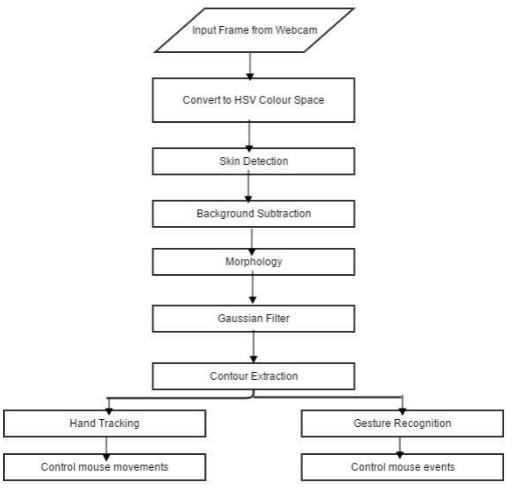 Input Frame from Webcam
Convert to HSV Colour Space
Skin Detection
Background Subtraction
Morphology
Gaussian Filter
Contour Extraction
Hand Tracking
Gesture Recognition
Control mouse movements
Control mouse events